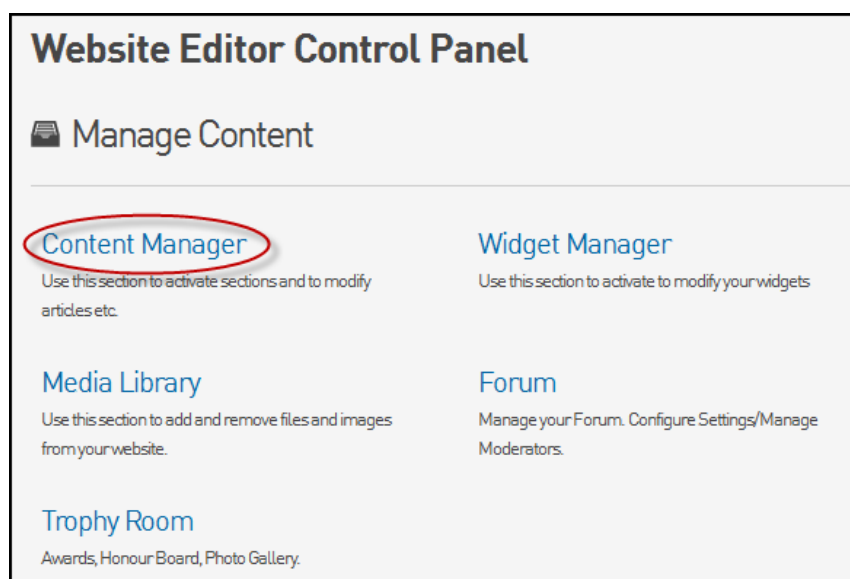 Website Editor Control Panel
Manage Content
Content Manager
Use this section to activate sections and to modify
articles etc.
Widget Manager
Use this section to activate to modify your widgets
Media Library
Use this section to add and remove files and images
from your website.
Forum
Manage your Forum. Configure Settings/Manage
Moderators.
Trophy Room
Awards, Honour Board, Photo Gallery.